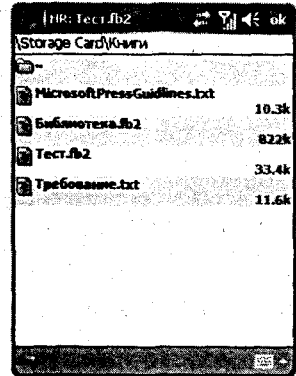 HR: Тест.fb2 ok
\Storage Card\Книги
..
MicrosoftPressGuidlines.txt
10.3k
Библиотека.fb2
822k
Тест.fb2
33.4k
Требование.txt
11.6k